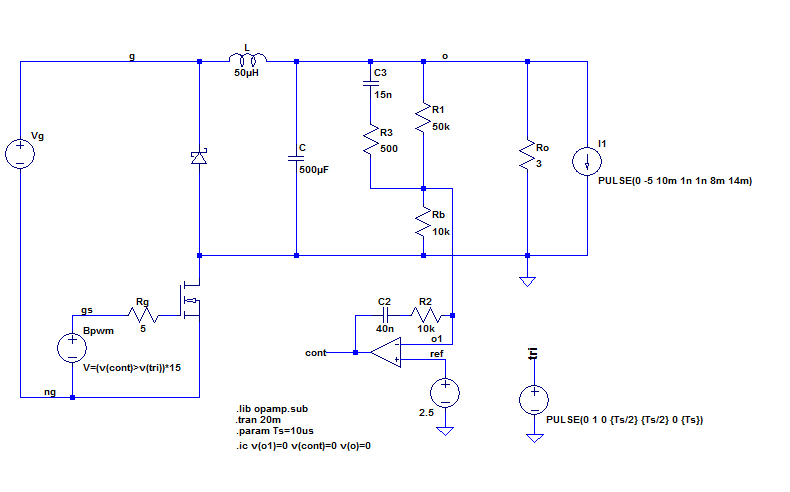 L
g
o
50µH
C3
15n
R1
50k
Vg
R3
500
C
500µF
Ro
3
I1
PULSE(0 -5 10m 1n 1n 8m 14m)
Rb
10k
Rg
5
gs
Bpwm
V=(v(cont)>v(tri))*15
ng
C2
40n
R2
10k
o1
cont
ref
2.5
tri
PULSE(0 1 0 {Ts/2} {Ts/2} 0 {Ts})
.lib opamp.sub
.tran 20m
.param Ts=10us
.ic v(o1)=0 v(cont)=0 v(o)=0